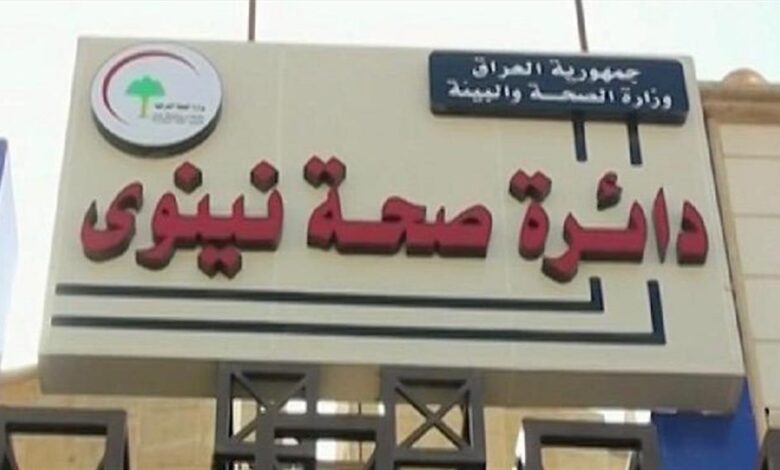 جمهورية العراق
وزارة الصحة والبيئة
دائرة صحة نينوى